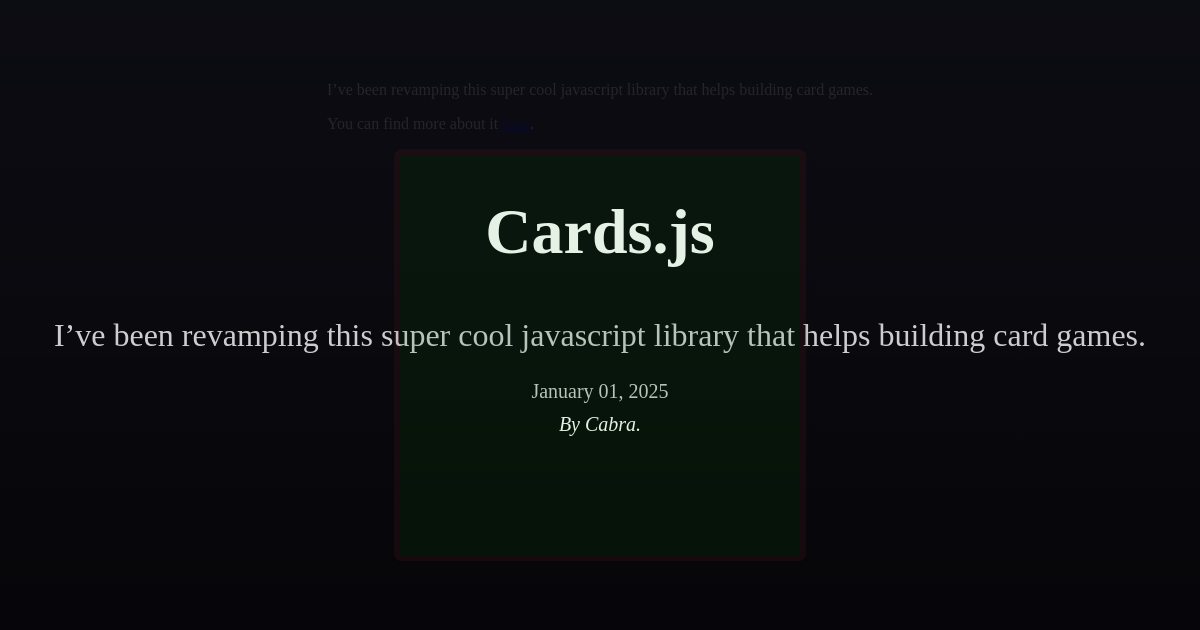 I’ve been revamping this super cool javascript library that helps building card games.
You can find more about it .
Cards.js
I’ve been revamping this super cool javascript library that helps building card games.
January 01, 2025
By Cabra.